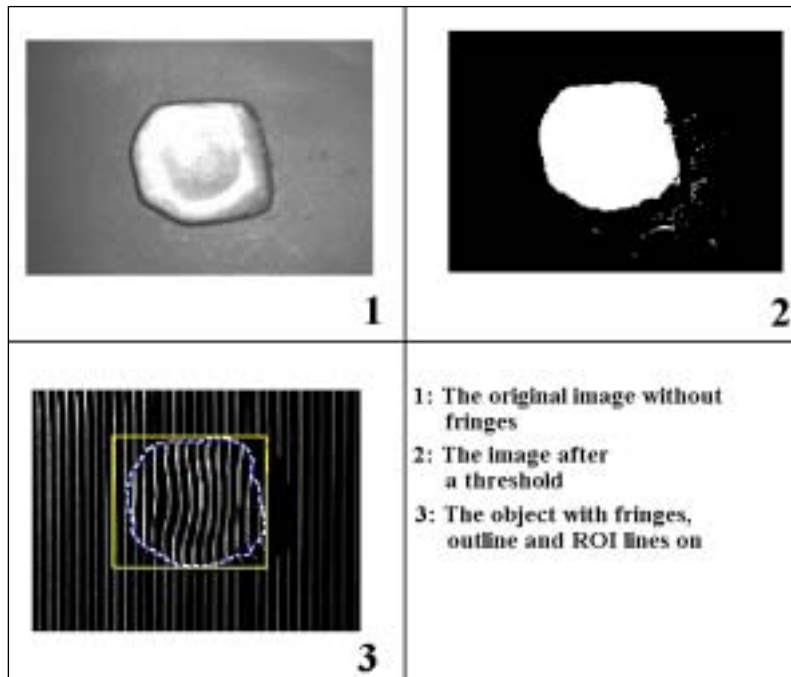 1
2
3
1: The original image without
fringes
2: The image after
a threshold
3: The object with fringes,
outline and ROI lines on